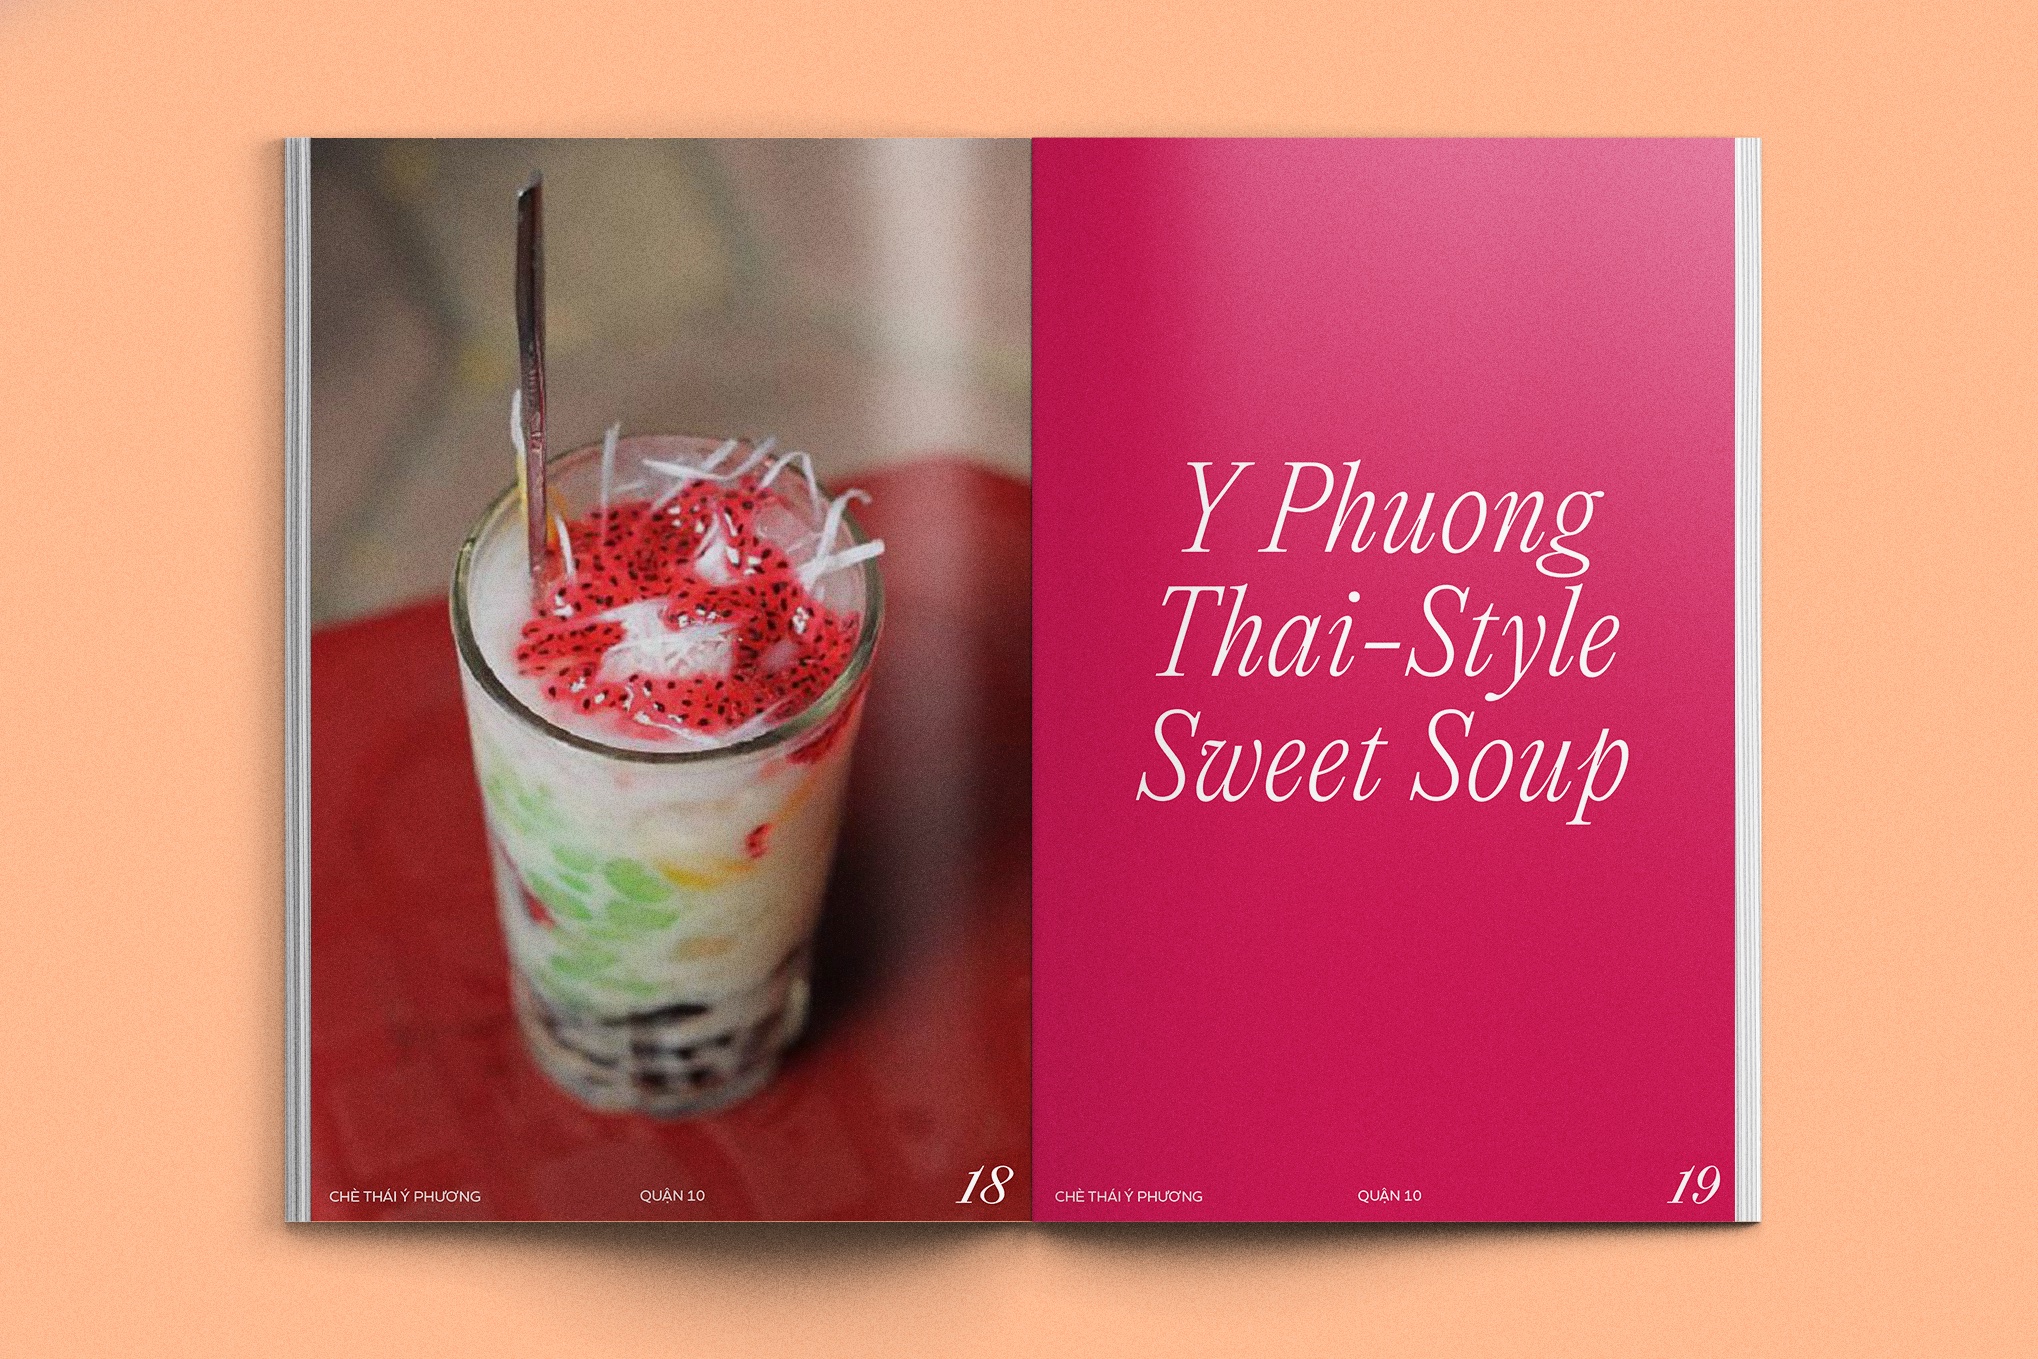 CHÈ THÁI Ý PHƯƠNG
QUẬN 10
18
Y Phuong
Thai-Style
Sweet Soup
CHÈ THÁI Ý PHƯƠNG
QUẬN 10
19